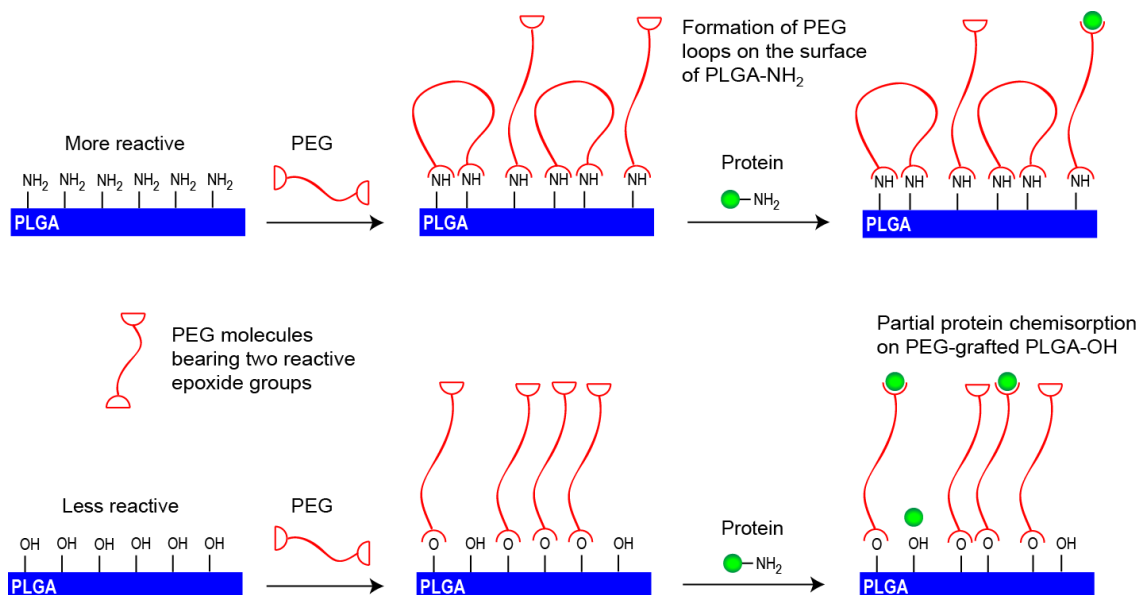 More reactive
NH2 NH2 NH2 NH2 NH2 NH2
PLGA
PEG
NH NH NH NH NH NH
Formation of PEG
loops on the surface
of PLGA-NH2
Protein
NH2
NH NH NH NH NH NH
PLGA
PEG molecules
bearing two reactive
epoxide groups
Partial protein chemisorption
on PEG-grafted PLGA-OH
Less reactive
OH OH OH OH OH OH
PLGA
PEG
O OH O O O OH
PLGA
Protein
NH2
O OH O O OH
PLGA